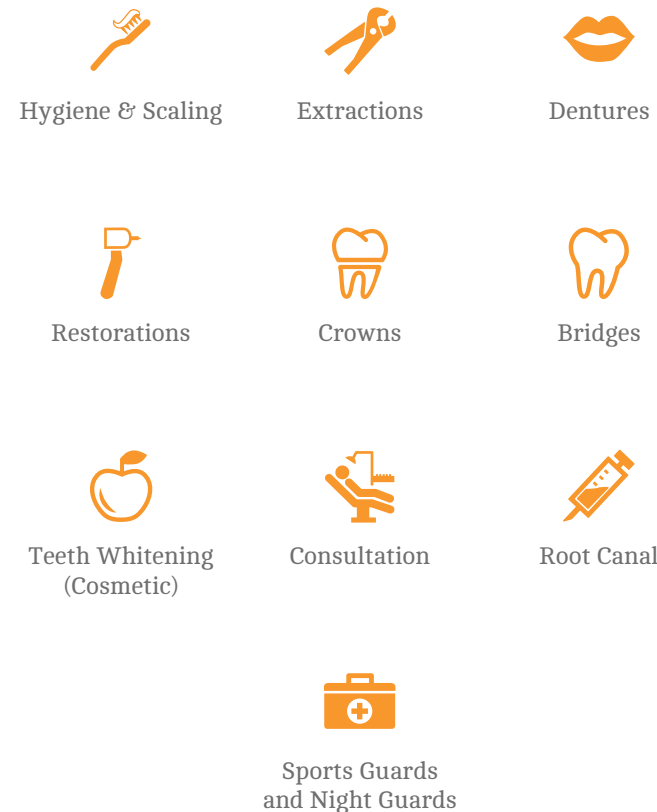 Hygiene & Scaling
Extractions
Dentures
Restorations
Crowns
Bridges
Teeth Whitening
(Cosmetic)
Consultation
Root Canal
Sports Guards
and Night Guards